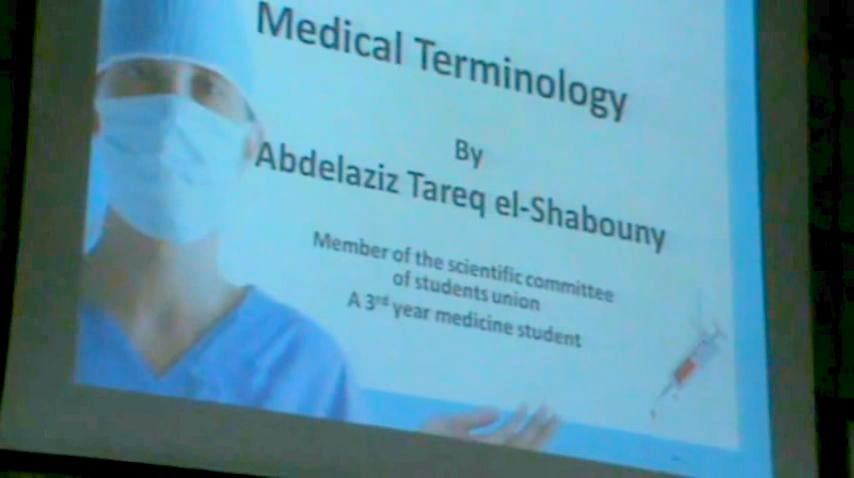 Medical Terminology
By
Abdelaziz Tareq el-Shabouny
Member of the scientific committee
of students union
A 3rd year medicine student